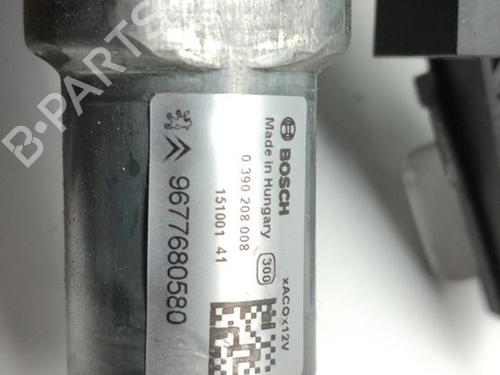 BOSCH
Made in Hungary
300
xACOx12V
0 390 208 008
151001 41
9677680580
B-PARTS